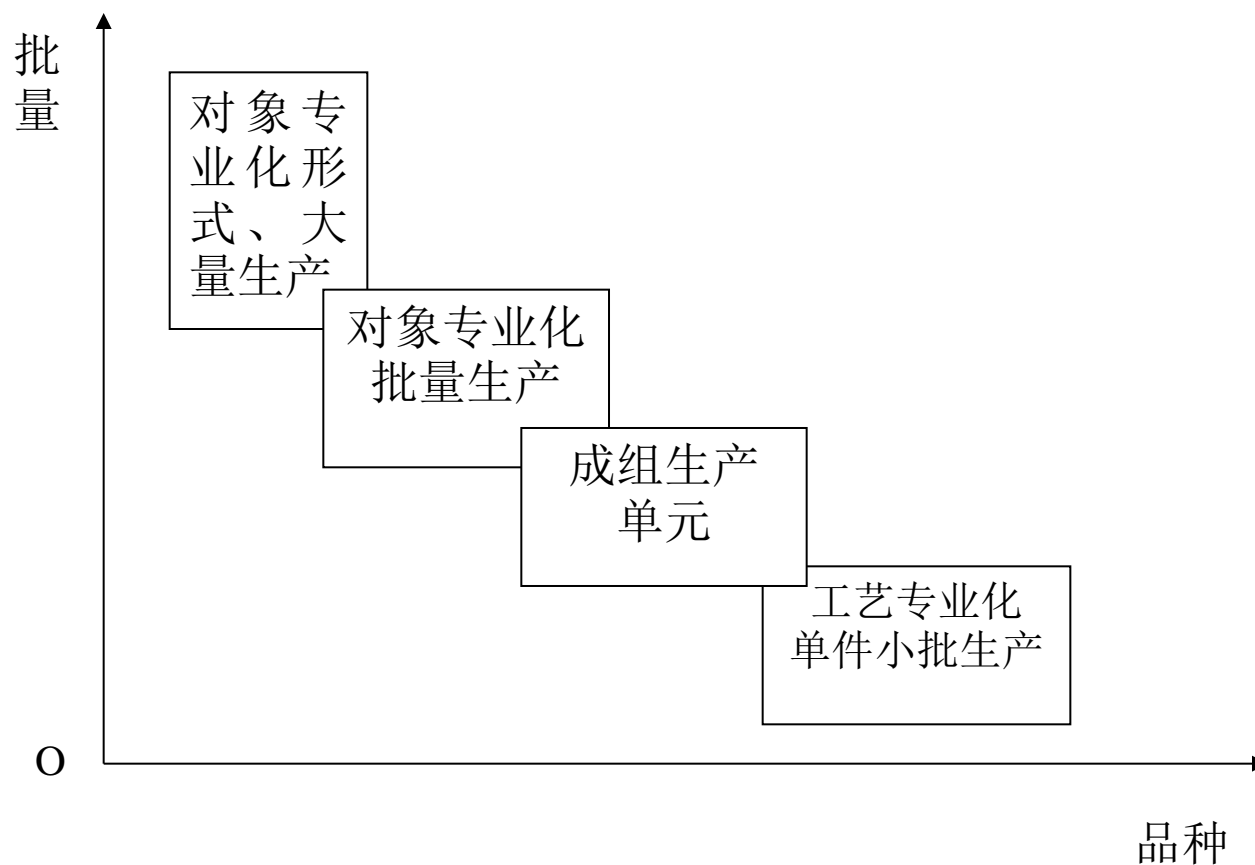 批
量
对象专
业化形
式、大
量生产
对象专业化
批量生产
成组生产
单元
工艺专业化
单件小批生产
O
品种